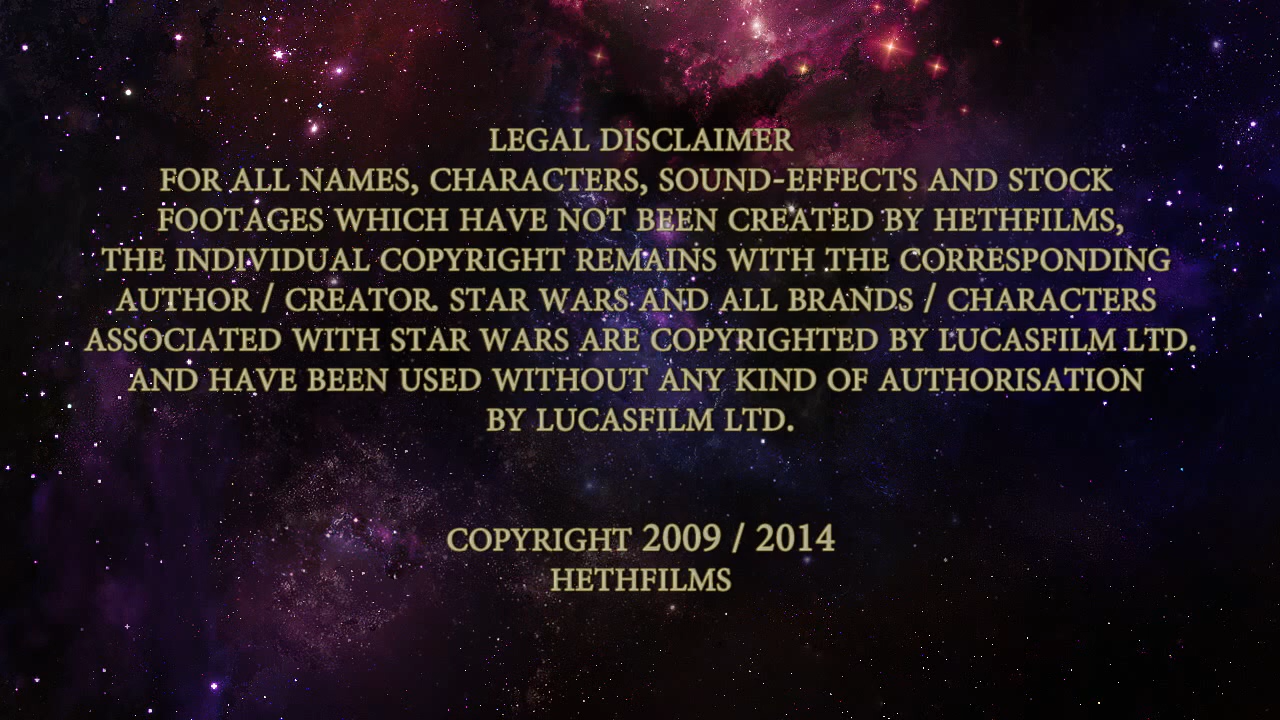 LEGAL DISCLAIMER
FOR ALL NAMES, CHARACTERS, SOUND-EFFECTS AND STOCK
FOOTAGES WHICH HAVE NOT BEEN CREATED BY HETHFILMS,
THE INDIVIDUAL COPYRIGHT REMAINS WITH THE CORRESPONDING
AUTHOR / CREATOR. STAR WARS AND ALL BRANDS / CHARACTERS
ASSOCIATED WITH STAR WARS ARE COPYRIGHTED BY LUCASFILM LTD.
AND HAVE BEEN USED WITHOUT ANY KIND OF AUTHORISATION
BY LUCASFILM LTD.
COPYRIGHT 2009 / 2014
HETHFILMS